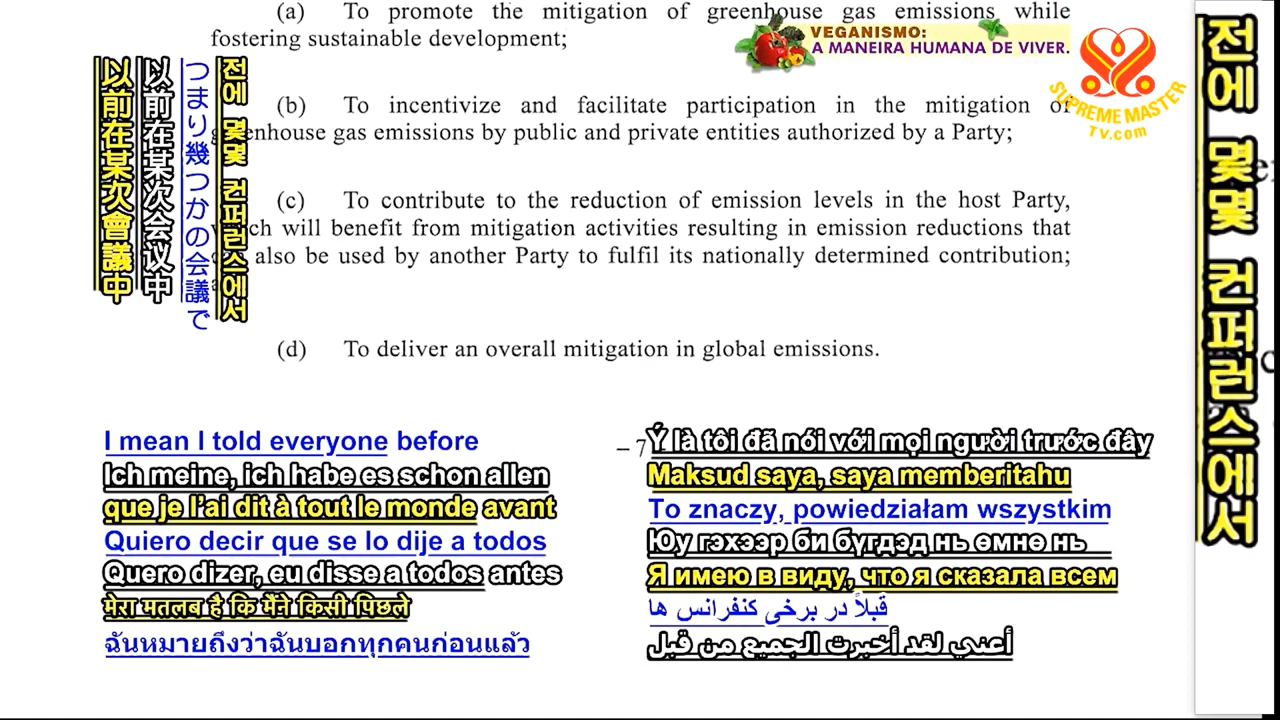 (a) To promote the mitigation of greenhouse gas emissions while
fostering sustainable development;
VEGANISMO:
A MANEIRA HUMANA DE VIVER.
SUPREME MASTER
TV.com
(b) To incentivize and facilitate participation in the mitigation of
greenhouse gas emissions by public and private entities authorized by a Party;
(c) To contribute to the reduction of emission levels in the host Party,
which will benefit from mitigation activities resulting in emission reductions that
also be used by another Party to fulfil its nationally determined contribution;
(d) To deliver an overall mitigation in global emissions.
以前在某次會議中
以前在某次会议中
つまり幾つかの会議で
전에 몇몇 컨퍼런스에서
전에 몇몇 컨퍼런스에서
– 7
I mean I told everyone before
Ich meine, ich habe es schon allen
que je l’ai dit à tout le monde avant
Quiero decir que se lo dije a todos
Quero dizer, eu disse a todos antes
मेरा मतलब है कि मैंने किसी पिछले
ฉันหมายถึงว่าฉันบอกทุกคนก่อนแล้ว
Ý là tôi đã nói với mọi người trước đây
Maksud saya, saya memberitahu
To znaczy, powiedziałam wszystkim
Юу гэхээр би бүгдэд нь өмнө нь
Я имею в виду, что я сказала всем
قبلاً در برخی کنفرانس ها
أعني لقد أخبرت الجميع من قبل